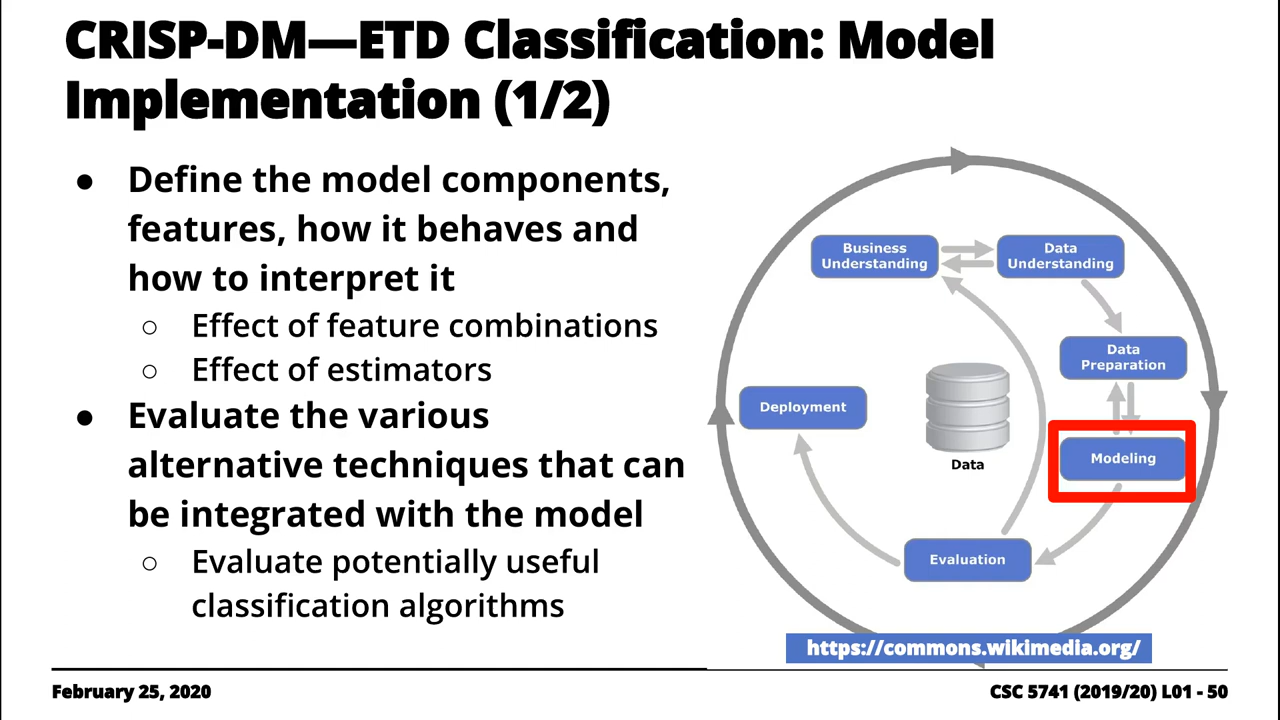 CRISP-DM—ETD Classification: Model
Implementation (1/2)
● Define the model components,
features, how it behaves and
how to interpret it
○ Effect of feature combinations
○ Effect of estimators
● Evaluate the various
alternative techniques that can
be integrated with the model
○ Evaluate potentially useful
classification algorithms
Business
Understanding
Data
Understanding
Data
Preparation
Deployment
Data
Modeling
Evaluation
https://commons.wikimedia.org/
February 25, 2020
CSC 5741 (2019/20) L01 - 50